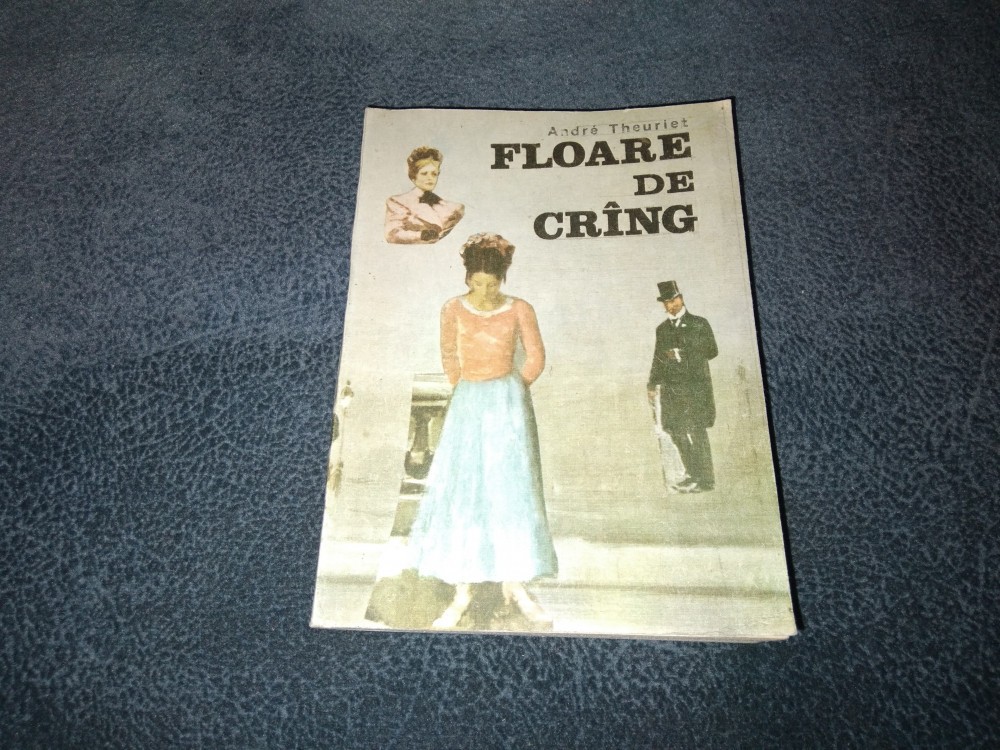 André Theuriet
FLOARE
DE
CRÎNG